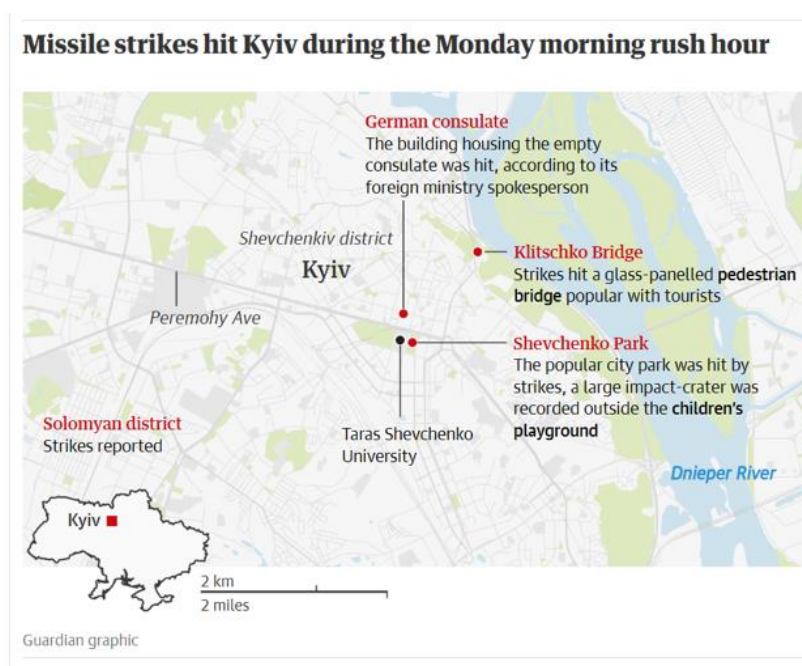 Missile strikes hit Kyiv during the Monday morning rush hour
German consulate
The building housing the empty
consulate was hit, according to its
foreign ministry spokesperson
Shevchenkiv district
Kyiv
Klitschko Bridge
Strikes hit a glass-panelled pedestrian
bridge popular with tourists
Peremohy Ave
Shevchenko Park
The popular city park was hit by
strikes, a large impact-crater was
recorded outside the children's
playground
Solomyan district
Strikes reported
Taras Shevchenko
University
Dnieper River
Kyiv
2 km
2 miles
Guardian graphic